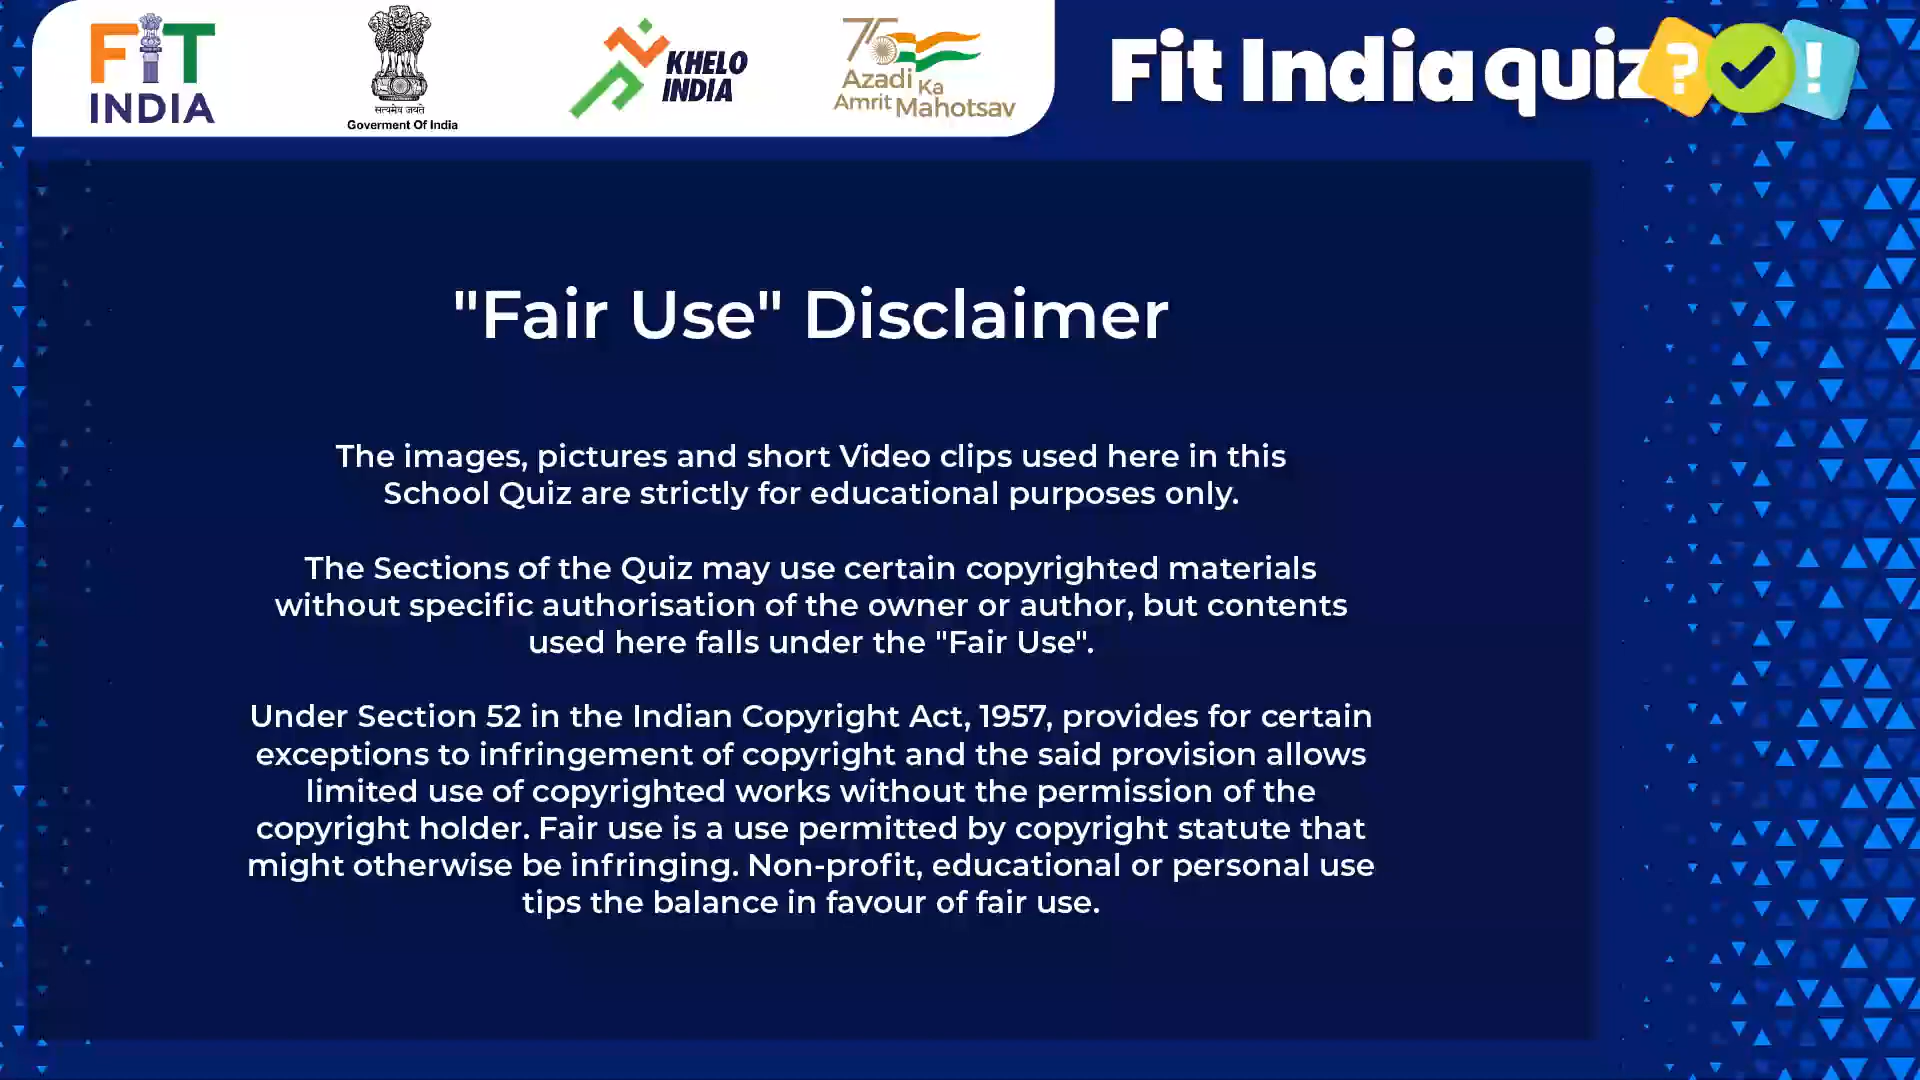 FIT
INDIA
सत्यमेव जयते
Goverment Of India
KHELO
INDIA
75
Azadi Ka
Amrit Mahotsav
Fit India quiz?!
"Fair Use" Disclaimer
The images, pictures and short Video clips used here in this
School Quiz are strictly for educational purposes only.
The Sections of the Quiz may use certain copyrighted materials
without specific authorisation of the owner or author, but contents
used here falls under the "Fair Use".
Under Section 52 in the Indian Copyright Act, 1957, provides for certain
exceptions to infringement of copyright and the said provision allows
limited use of copyrighted works without the permission of the
copyright holder. Fair use is a use permitted by copyright statute that
might otherwise be infringing. Non-profit, educational or personal use
tips the balance in favour of fair use.